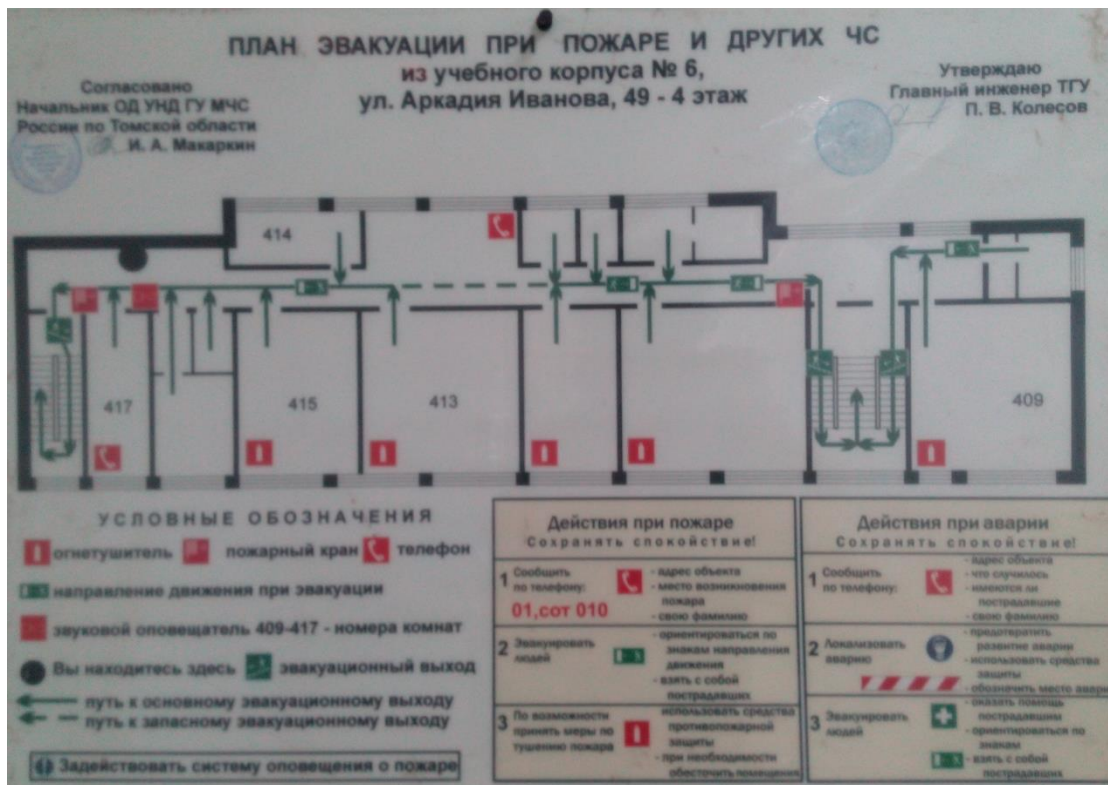 ПЛАН ЭВАКУАЦИИ ПРИ ПОЖАРЕ И ДРУГИХ ЧС
из учебного корпуса № 6,
ул. Аркадия Иванова, 49 - 4 этаж
Согласовано
Начальник ОД УНД ГУ МЧС
России по Томской области
И. А. Макаркин
Утверждаю
Главный инженер ТГУ
П. В. Колесов
414
417
415
413
409
УСЛОВНЫЕ ОБОЗНАЧЕНИЯ
огнетушитель
пожарный кран
телефон
направление движения при эвакуации
звуковой оповещатель 409-417 - номера комнат
Вы находитесь здесь
эвакуационный выход
путь к основному эвакуационному выходу
путь к запасному эвакуационному выходу
Задействовать систему оповещения о пожаре
Действия при пожаре
Сохранять спокойствие!
1 Сообщить
по телефону:
01,сот 010
- адрес объекта
- место возникновения
пожара
- свою фамилию
2 Эвакуировать
людей
- ориентироваться по
знакам направления
движения
- взять с собой
пострадавших
3 По возможности
принять меры по
тушению пожара
использовать средства
противопожарной
защиты
- при необходимости
обесточить помещения
Действия при аварии
Сохранять спокойствие!
1 Сообщить
по телефону:
- адрес объекта
- что случилось
- имеются ли
пострадавшие
- свою фамилию
2 Локализовать
аварию
- предотвратить
развитие аварии
- использовать средства
защиты
- обозначить место авари
3 Эвакуировать
людей
- оказать помощь
пострадавшим
- ориентироваться по
знакам
- взять с собой
пострадавших